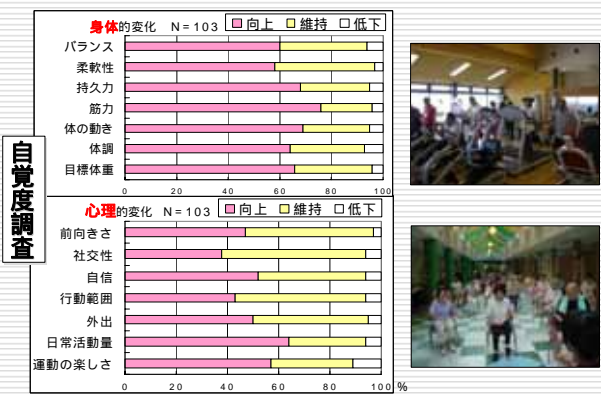 自覚度調査
身体的変化 N=103 向上 維持 低下
バランス
柔軟性
持久力
筋力
体の動き
体調
目標体重
0 20 40 60 80 100
心理的変化 N=103 向上 維持 低下
前向きさ
社交性
自信
行動範囲
外出
日常活動量
運動の楽しさ
0 20 40 60 80 100 %